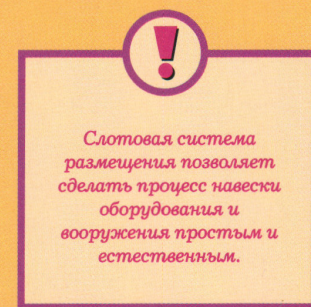 !
Слотовая система
размещения позволяет
сделать процесс навески
оборудования и
вооружения простым и
естественным.